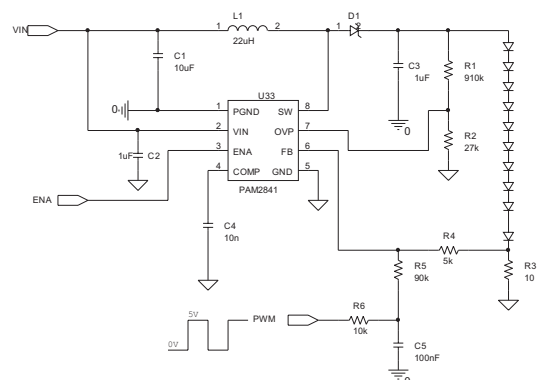 L1
D1
VIN
1
2
1
2
22uH
C1
10uF
C3
1uF
R1
910k
U33
0
1
PGND
SW
8
0
2
VIN
OVP
7
R2
27k
1uF
C2
3
ENA
FB
6
4
COMP
GND
5
PAM2841
ENA
C4
10n
R4
5k
R5
90k
R3
10
5V
PWM
R6
10k
0V
C5
100nF
0